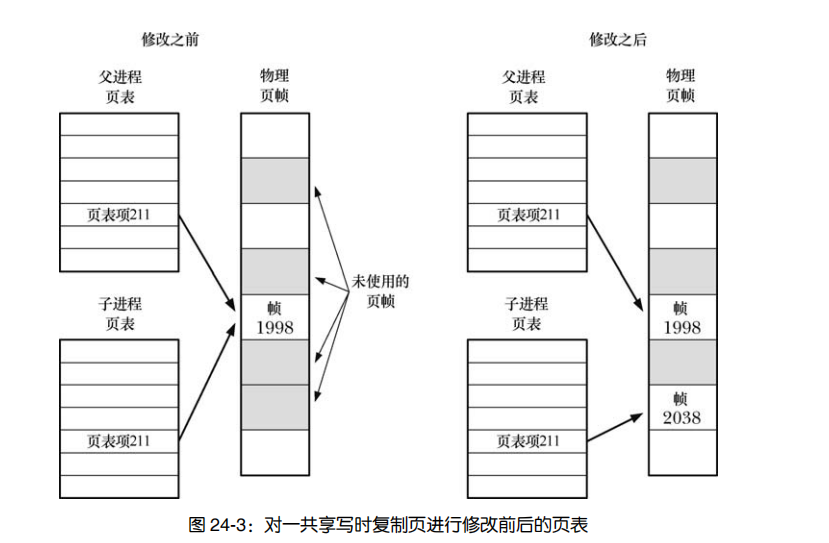 修改之前
父进程
页表
物理
页帧
页表项211
帧
1998
未使用的
页帧
子进程
页表
页表项211
修改之后
父进程
页表
物理
页帧
页表项211
帧
1998
子进程
页表
帧
2038
页表项211
图 24-3：对一共享写时复制页进行修改前后的页表